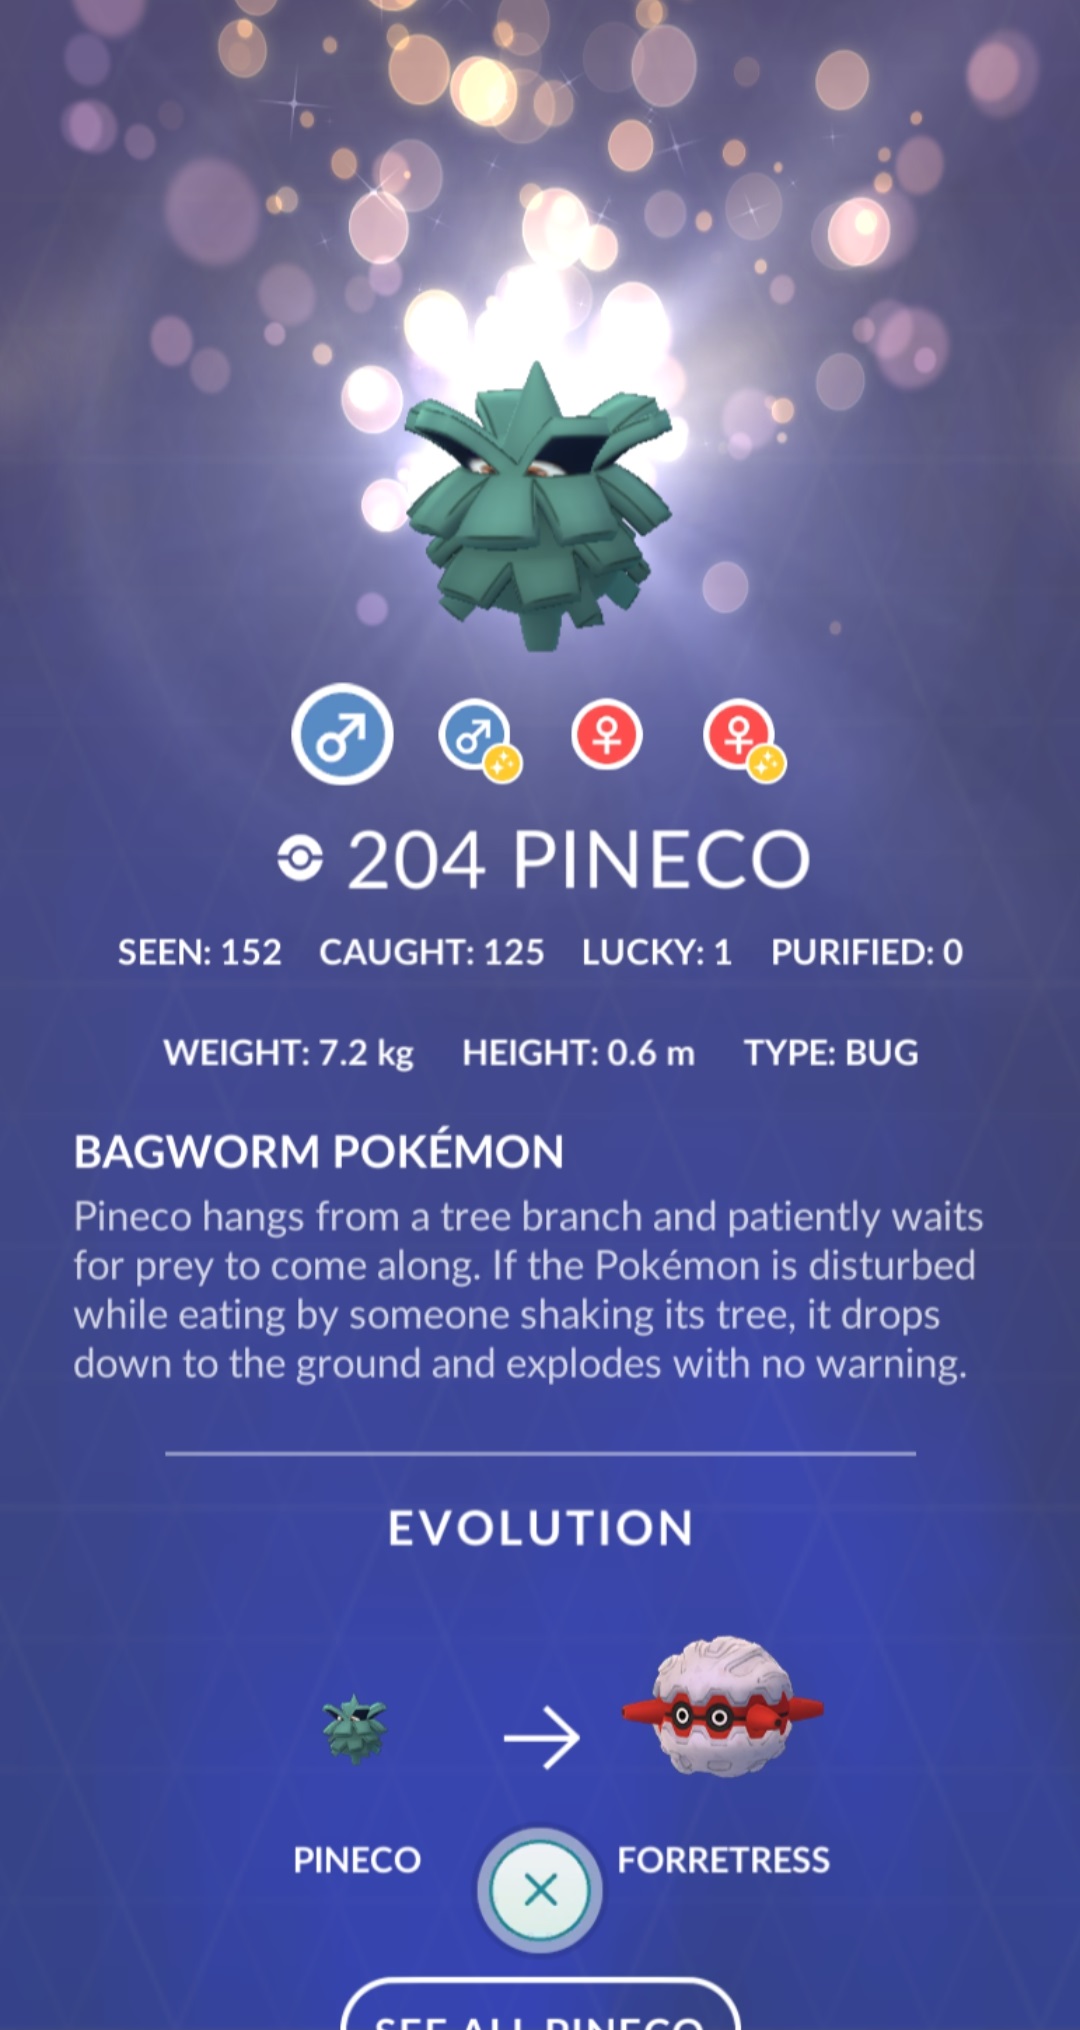 204 PINECO
SEEN: 152 CAUGHT: 125 LUCKY: 1 PURIFIED: 0
WEIGHT: 7.2 kg HEIGHT: 0.6 m TYPE: BUG
BAGWORM POKÉMON
Pineco hangs from a tree branch and patiently waits
for prey to come along. If the Pokémon is disturbed
while eating by someone shaking its tree, it drops
down to the ground and explodes with no warning.
EVOLUTION
PINECO FORRETRESS
SEE ALL PINECO